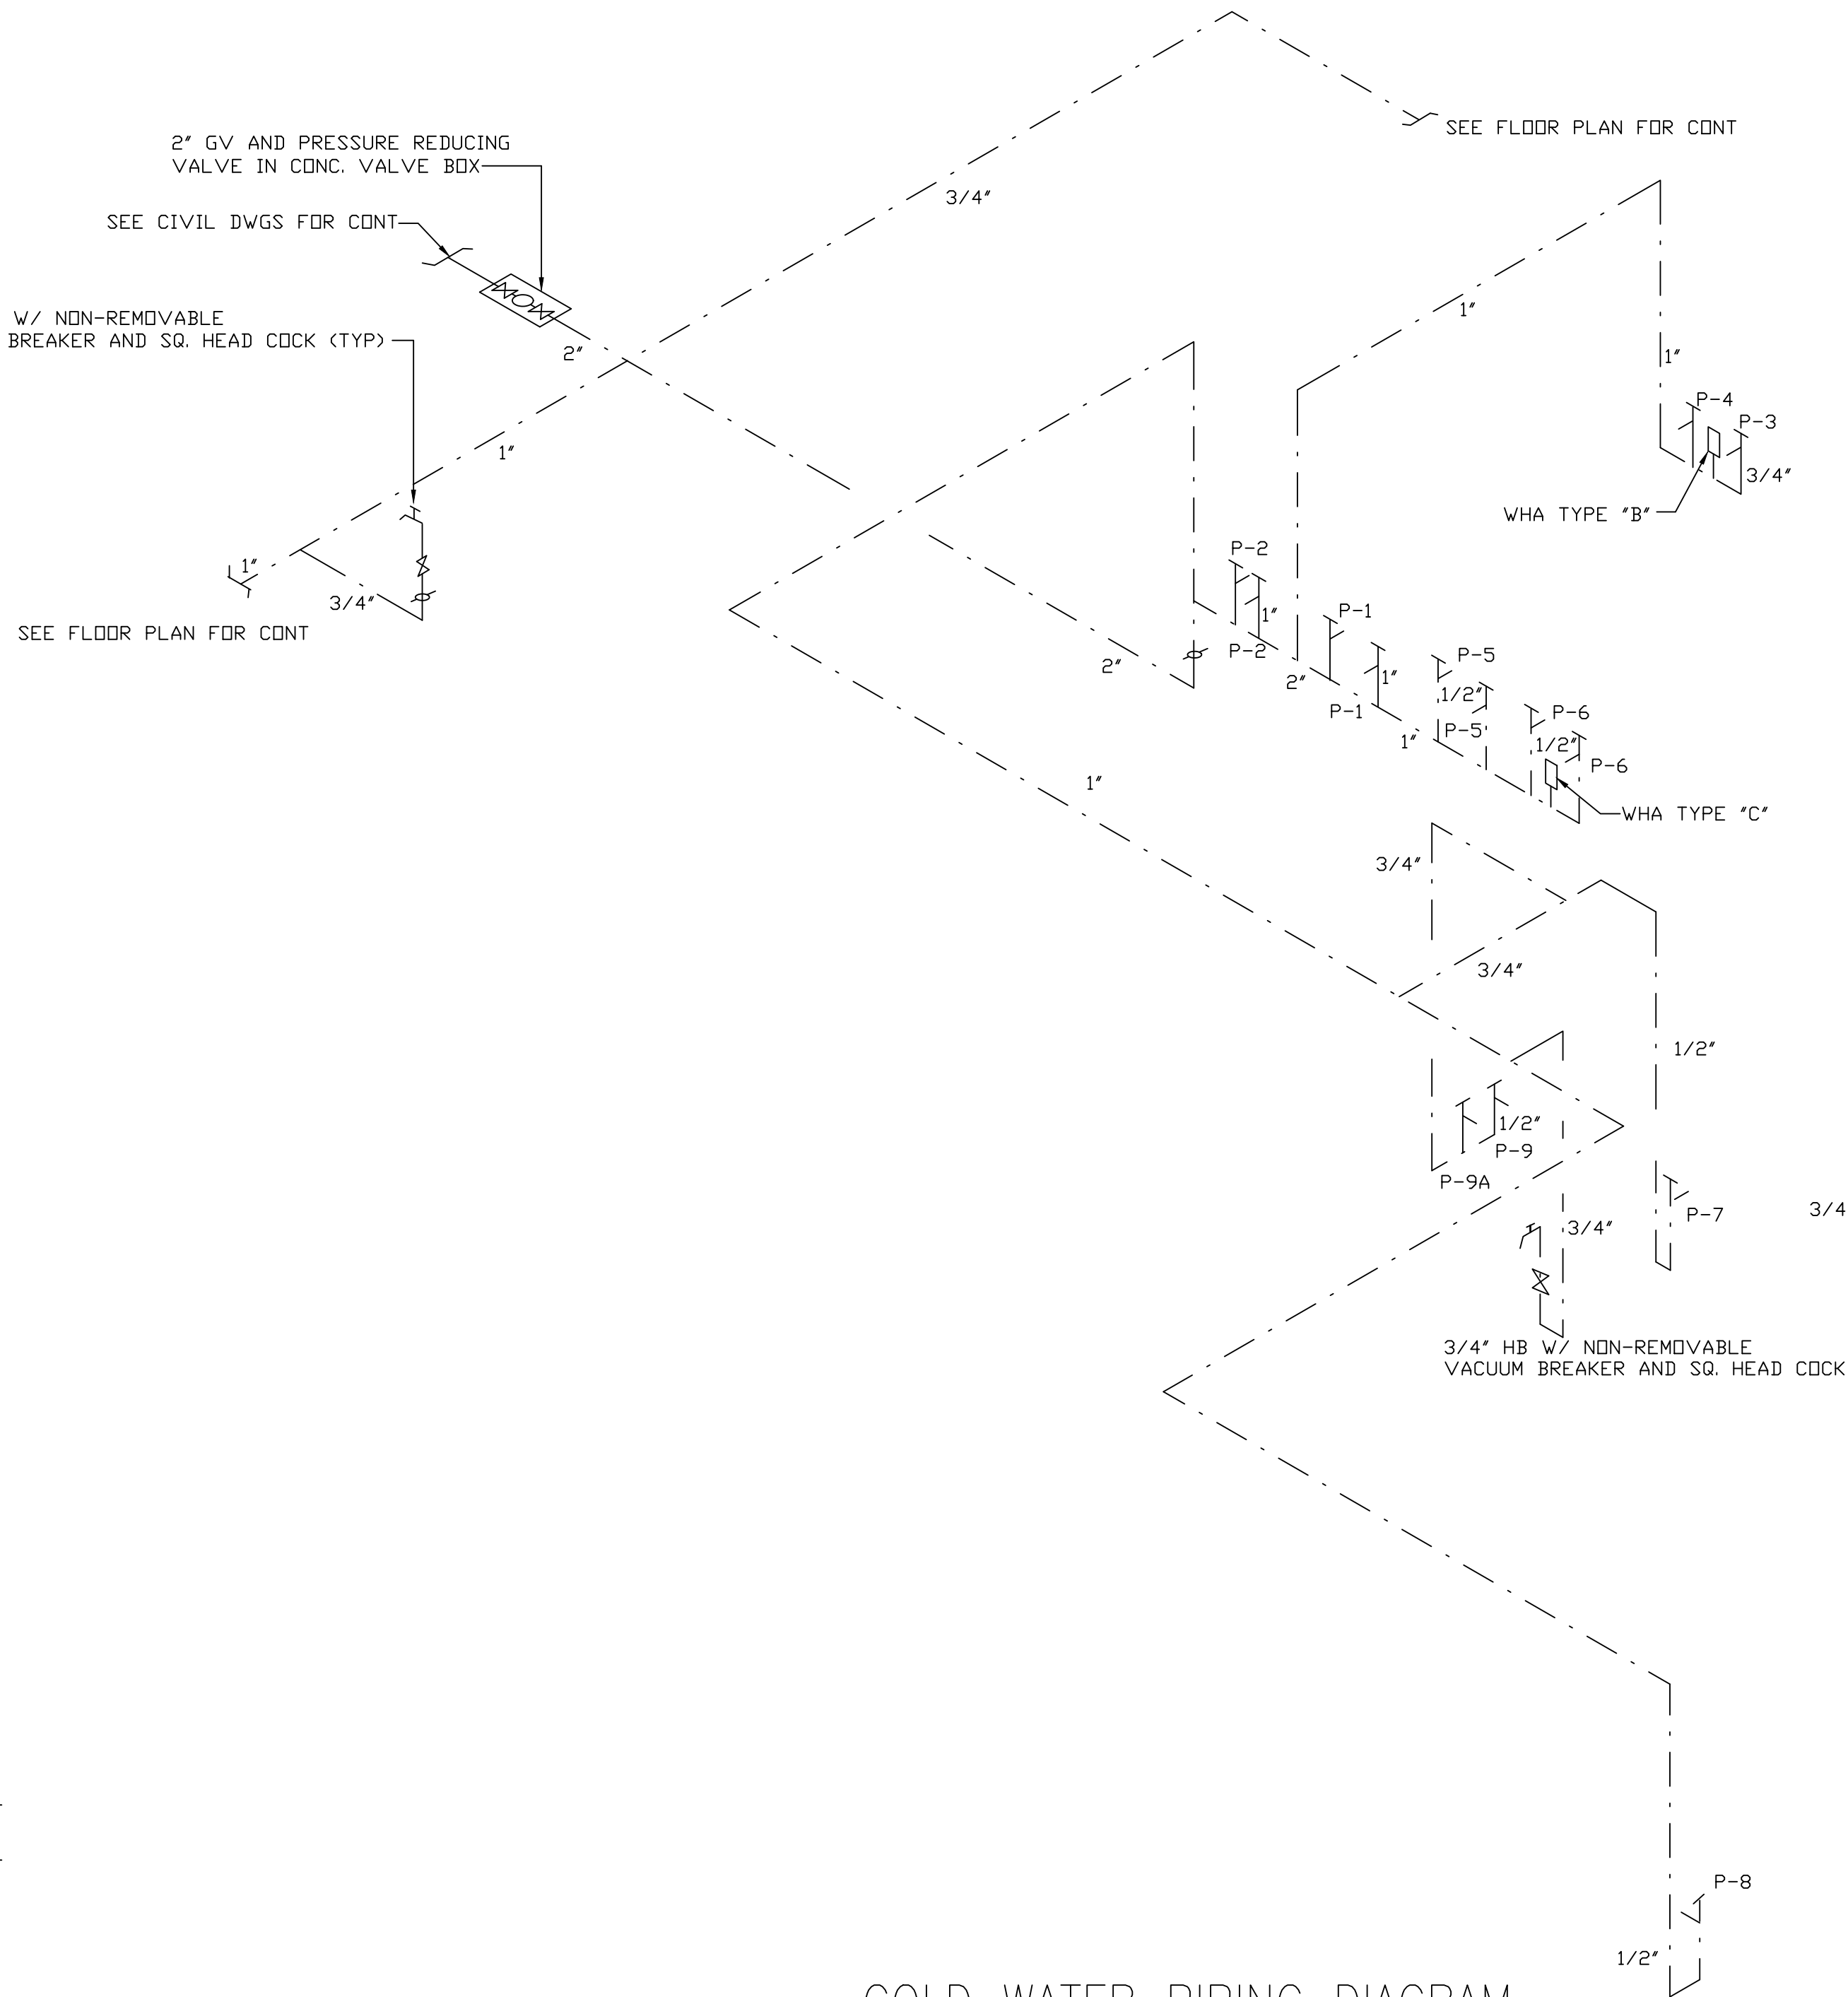 SEE FLOOR PLAN FOR CONT
2" GV AND PRESSURE REDUCING
VALVE IN CONC. VALVE BOX
3/4"
SEE CIVIL DWGS FOR CONT
1"
W/ NON-REMOVABLE
BREAKER AND SQ. HEAD COCK (TYP)
2"
1"
P-4
P-3
1"
3/4"
WHA TYPE "B"
P-2
1"
3/4"
P-1
1"
SEE FLOOR PLAN FOR CONT
P-2
P-5
2"
2"
1"
1/2"
P-1
P-5
P-6
1"
1/2"
P-6
1"
WHA TYPE "C"
3/4"
3/4"
1/2"
1/2"
P-9
P-9A
3/4
P-7
3/4"
3/4" HB W/ NON-REMOVABLE
VACUUM BREAKER AND SQ. HEAD COCK
P-8
1/2"
COLD WATER PIPING DIAGRAM